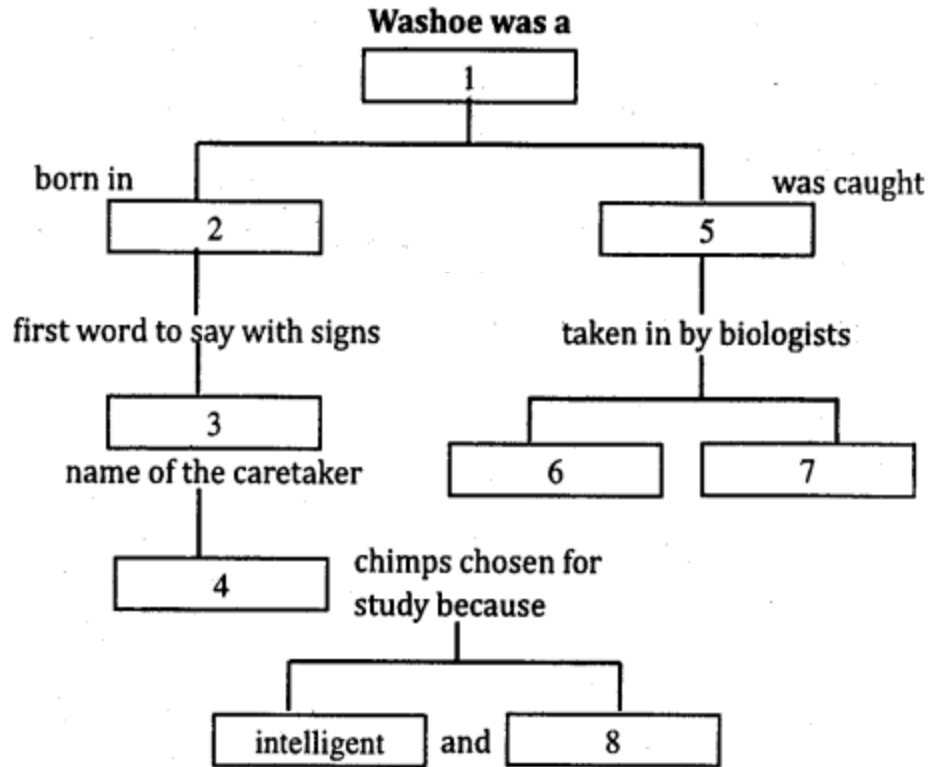 Washoe was a
1
born in
was caught
2
5
first word to say with signs
taken in by biologists
3
name of the caretaker
6
7
4
chimps chosen for
study because
intelligent and 8